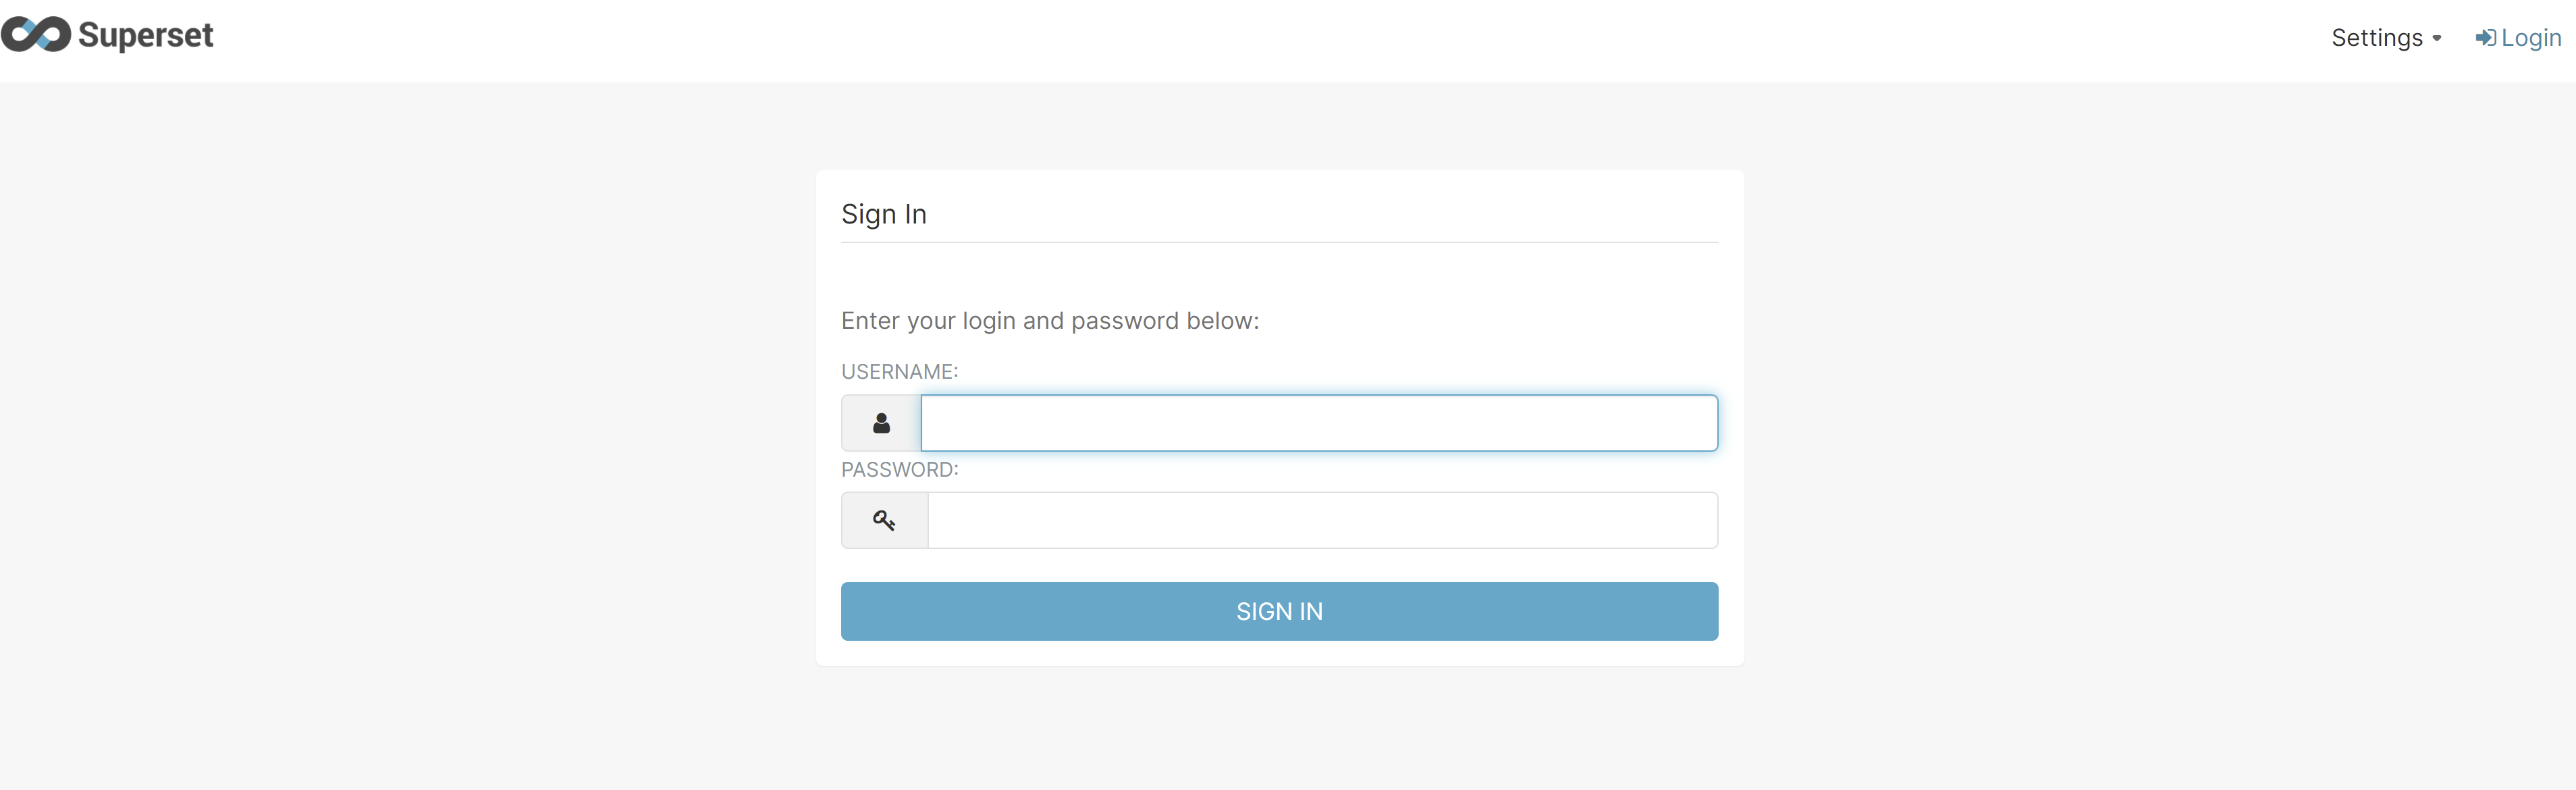 Superset
Settings
Login
Sign In
Enter your login and password below:
USERNAME:
PASSWORD:
SIGN IN